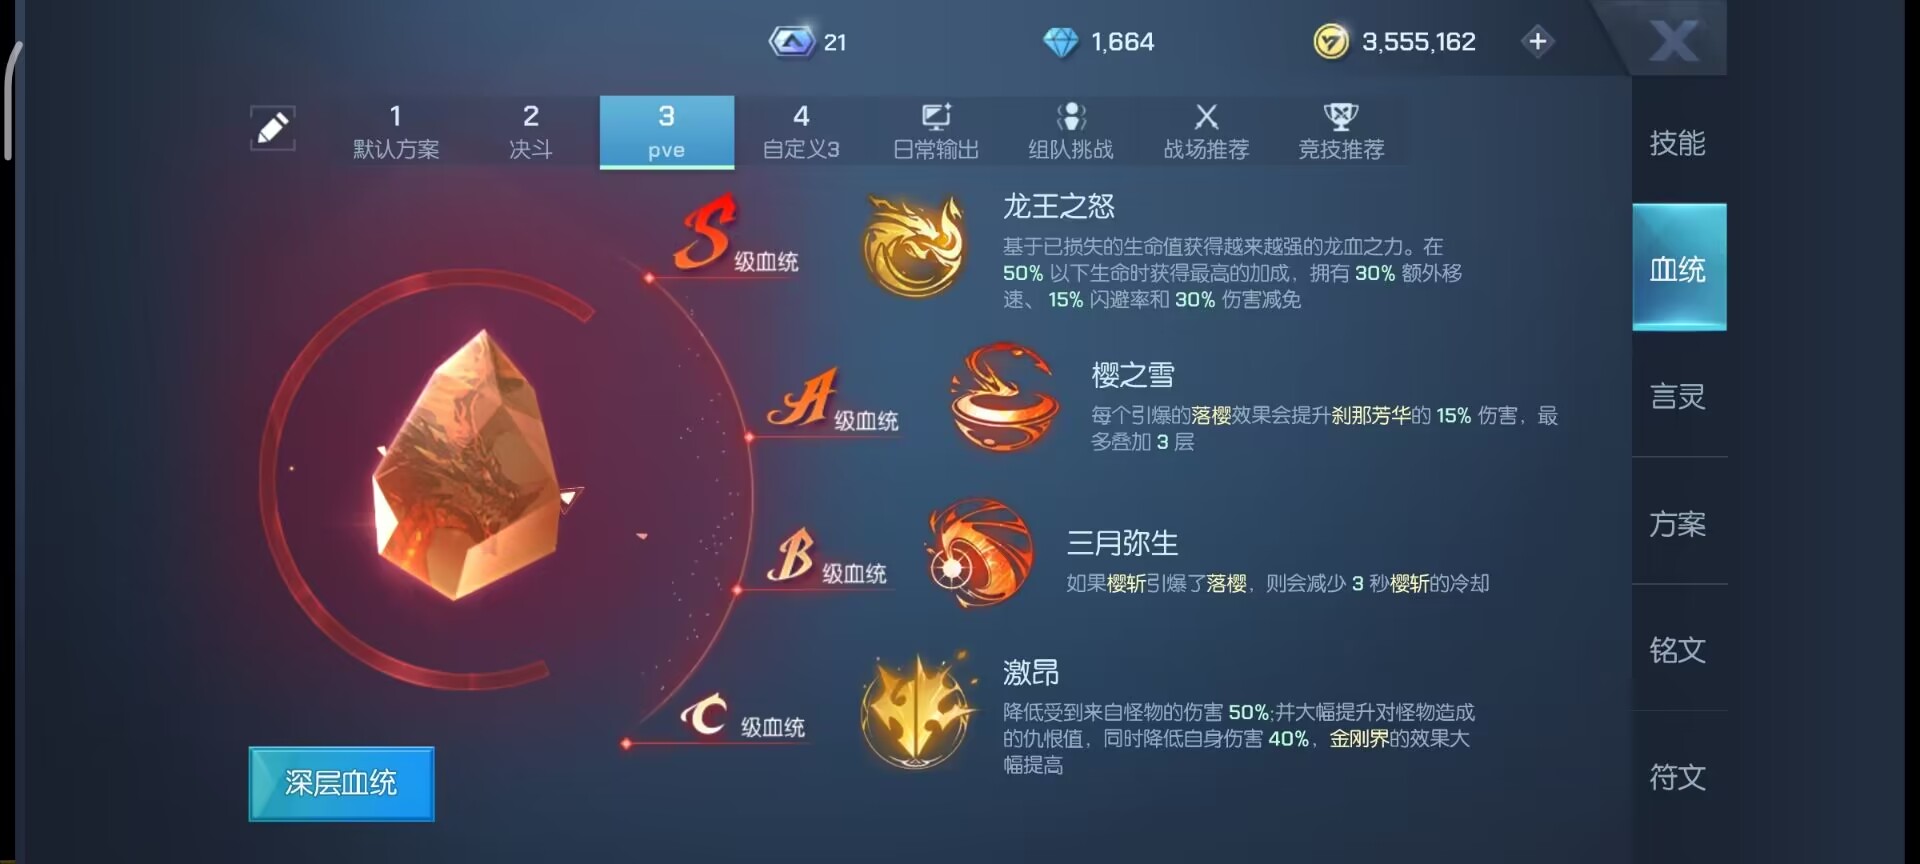 21
1,664
3,555,162
1
默认方案
2
决斗
3
pve
4
自定义3
日常输出
组队挑战
战场推荐
竞技推荐
技能
血统
言灵
方案
铭文
符文
S 级血统
龙王之怒
基于已损失的生命值获得越来越强的龙血之力。在
50% 以下生命时获得最高的加成，拥有 30% 额外移
速、 15% 闪避率和 30% 伤害减免
A 级血统
樱之雪
每个引爆的落樱效果会提升刹那芳华的 15% 伤害，最
多叠加 3 层
B 级血统
三月弥生
如果樱斩引爆了落樱，则会减少 3 秒樱斩的冷却
C 级血统
激昂
降低受到来自怪物的伤害 50%;并大幅提升对怪物造成
的仇恨值，同时降低自身伤害 40%，金刚界的效果大
幅提高
深层血统